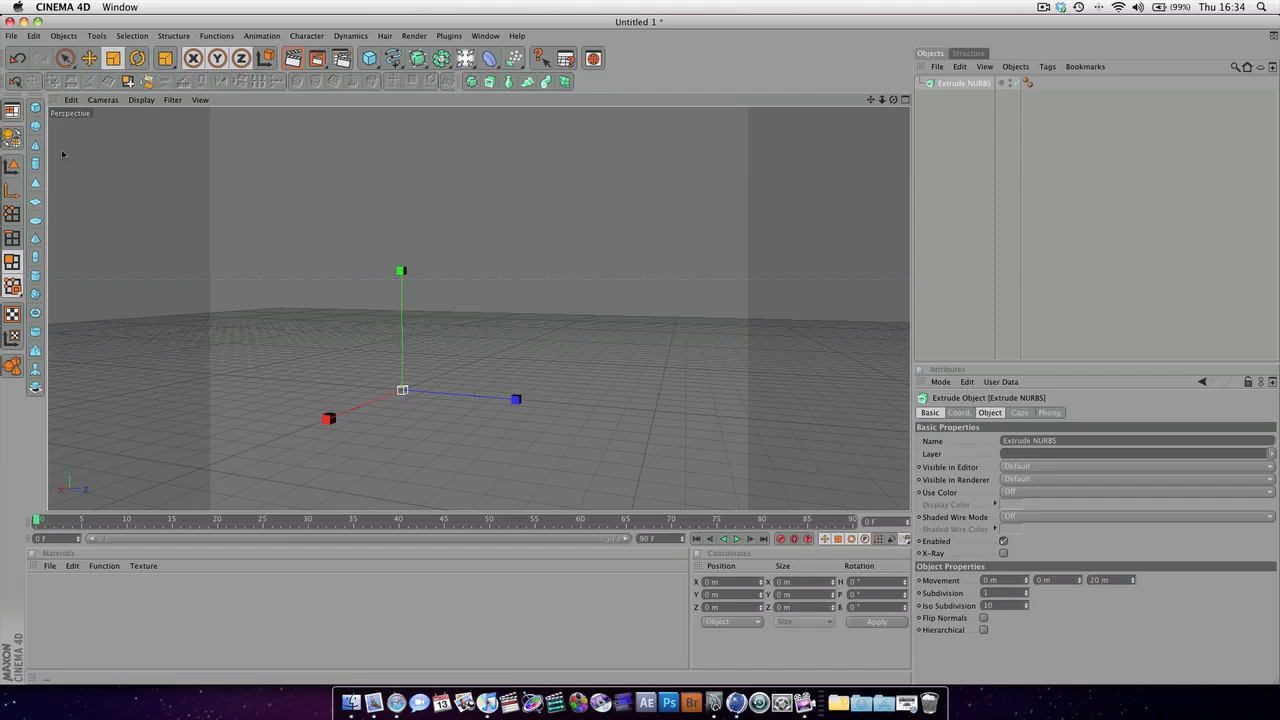 CINEMA 4D Window (99%) Thu 16:34
Untitled 1 *
File Edit Objects Tools Selection Structure Functions Animation Character Dynamics Hair Render Plugins Window Help
X Y Z
Objects Structure
File Edit View Objects Tags Bookmarks
Extrude NURBS
Edit Cameras Display Filter View
Perspective
Y
X Z
Attributes
Mode Edit User Data
Extrude Object [Extrude NURBS]
Basic Coord. Object Caps Phong
Basic Properties
Name Extrude NURBS
Layer
Visible in Editor Default
Visible in Renderer Default
Use Color Off
Display Color
Shaded Wire Mode Off
Shaded Wire Color
Enabled
X-Ray
Object Properties
Movement 0 m 0 m 20 m
Subdivision 1
Iso Subdivision 10
Flip Normals
Hierarchical
0 5 10 15 20 25 30 35 40 45 50 55 60 65 70 75 80 85 90 0 F
0 F 0 F 90 F 90 F
Materials
File Edit Function Texture
Coordinates
Position Size Rotation
X 0 m X 0 m H 0 °
Y 0 m Y 0 m P 0 °
Z 0 m Z 0 m B 0 °
Object Size Apply
MAXON
CINEMA 4D
...
13 Ae Ps Br